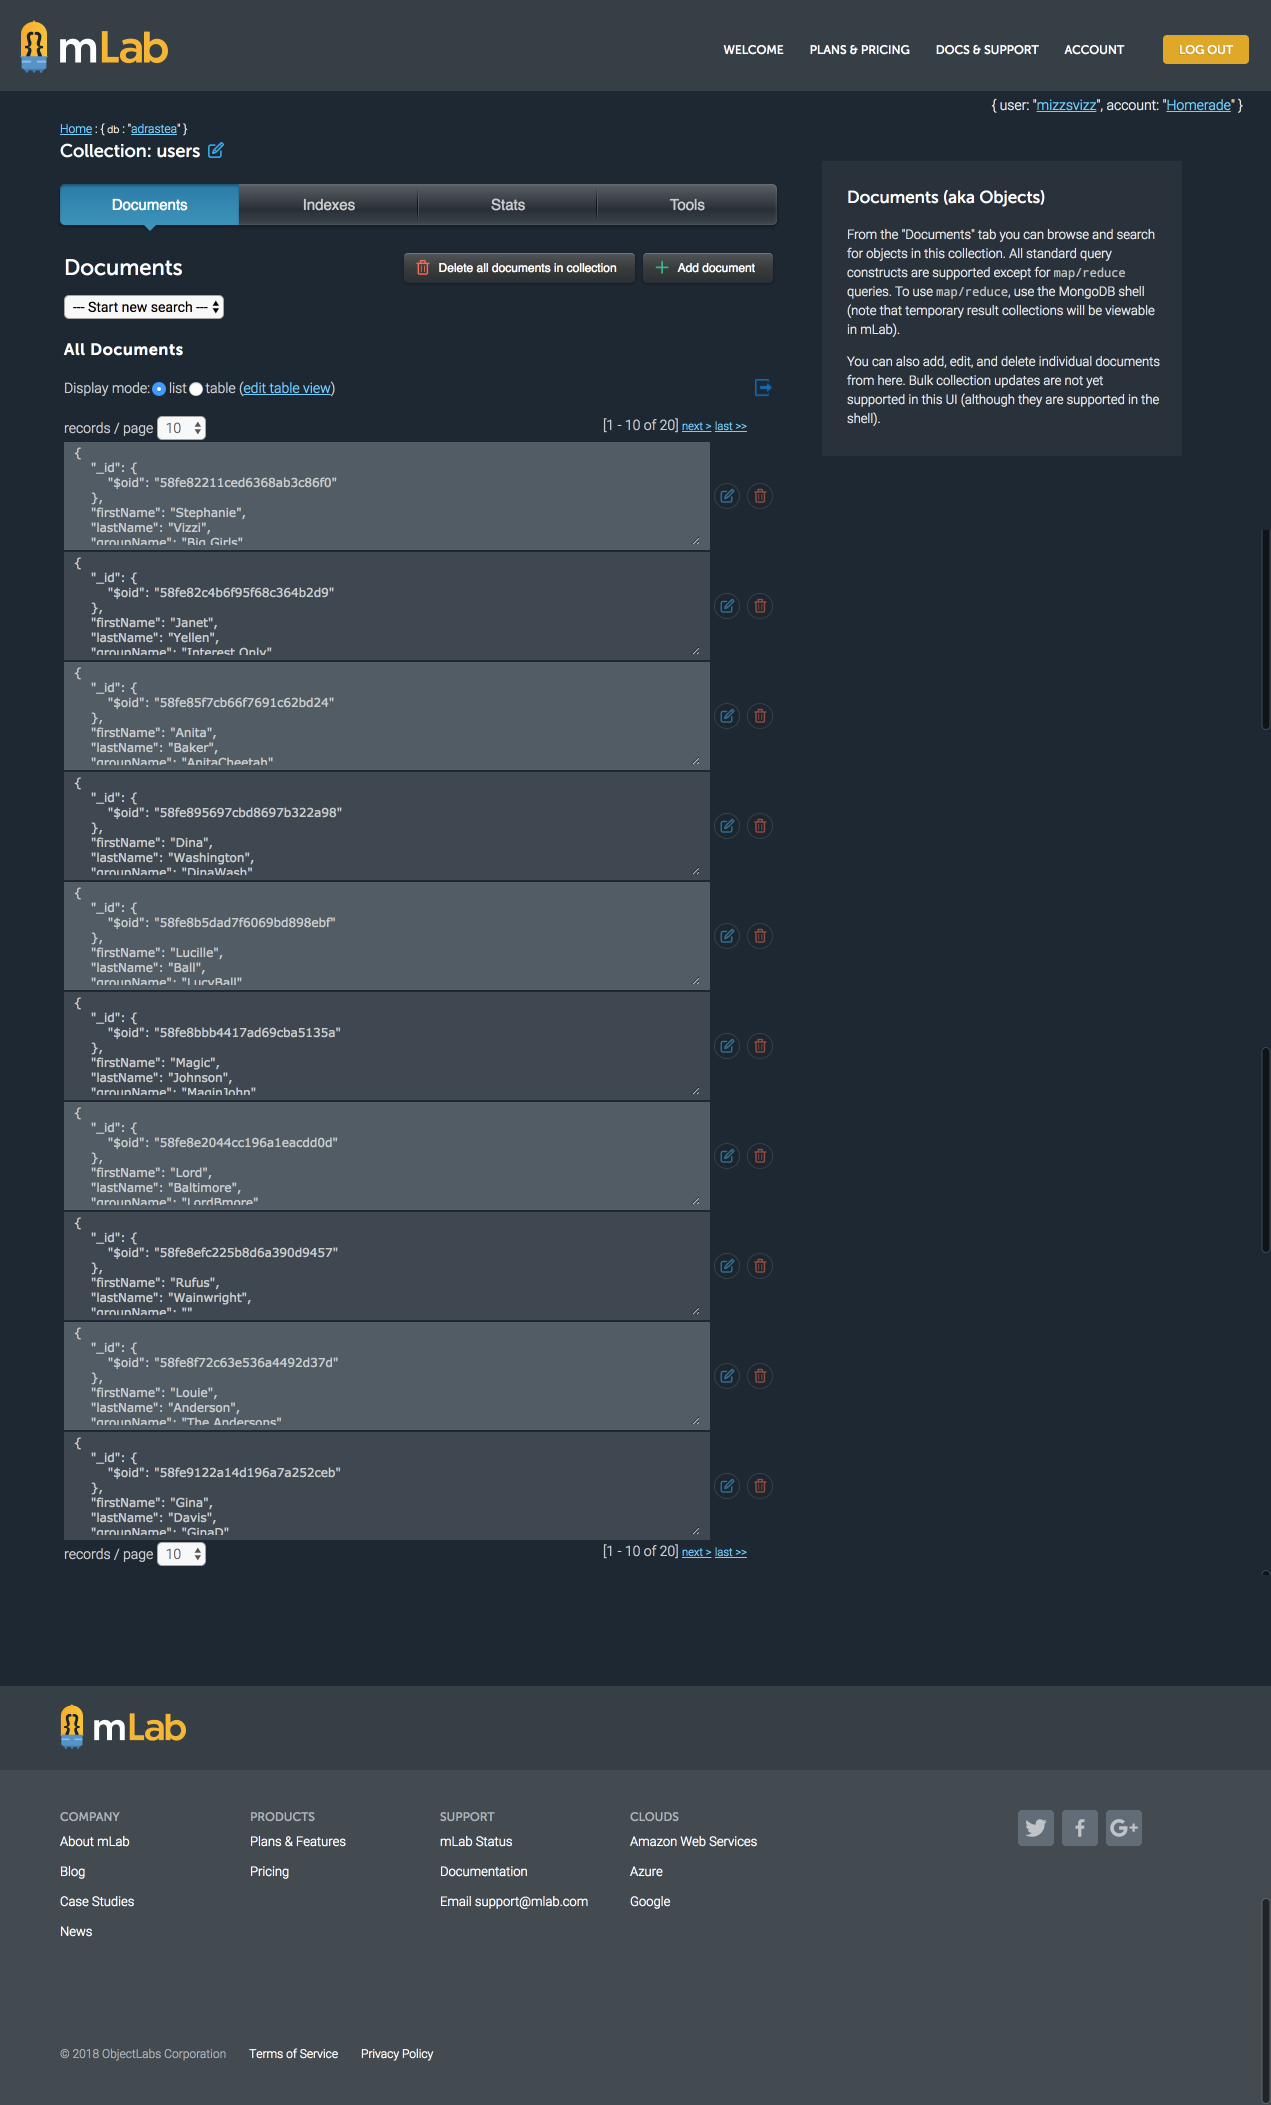 mLab
WELCOME PLANS & PRICING DOCS & SUPPORT ACCOUNT LOG OUT
{ user: "mizzsvizz", account: "Homerade" }
Home : { db : "adrastea" }
Collection: users
Documents Indexes Stats Tools
Documents
Delete all documents in collection
Add document
--- Start new search ---
All Documents
Display mode: list table (edit table view)
records / page 10
[1 - 10 of 20] next > last >>
{
"_id": {
"$oid": "58fe82211ced6368ab3c86f0"
},
"firstName": "Stephanie",
"lastName": "Vizzi",
"groupName": "Big Girls"
{
"_id": {
"$oid": "58fe82c4b6f95f68c364b2d9"
},
"firstName": "Janet",
"lastName": "Yellen",
"groupName": "Interest Only"
{
"_id": {
"$oid": "58fe85f7cb66f7691c62bd24"
},
"firstName": "Anita",
"lastName": "Baker",
"groupName": "AnitaCheetah"
{
"_id": {
"$oid": "58fe895697cbd8697b322a98"
},
"firstName": "Dina",
"lastName": "Washington",
"groupName": "DinaWash"
{
"_id": {
"$oid": "58fe8b5dad7f6069bd898ebf"
},
"firstName": "Lucille",
"lastName": "Ball",
"groupName": "LucyBall"
{
"_id": {
"$oid": "58fe8bbb4417ad69cba5135a"
},
"firstName": "Magic",
"lastName": "Johnson",
"groupName": "MaginJohn"
{
"_id": {
"$oid": "58fe8e2044cc196a1eacdd0d"
},
"firstName": "Lord",
"lastName": "Baltimore",
"groupName": "LordBmore"
{
"_id": {
"$oid": "58fe8efc225b8d6a390d9457"
},
"firstName": "Rufus",
"lastName": "Wainwright",
"groupName": ""
{
"_id": {
"$oid": "58fe8f72c63e536a4492d37d"
},
"firstName": "Louie",
"lastName": "Anderson",
"groupName": "The Andersons"
{
"_id": {
"$oid": "58fe9122a14d196a7a252ceb"
},
"firstName": "Gina",
"lastName": "Davis",
"groupName": "GinaD"
records / page 10
[1 - 10 of 20] next > last >>
Documents (aka Objects)
From the "Documents" tab you can browse and search
for objects in this collection. All standard query
constructs are supported except for map/reduce
queries. To use map/reduce, use the MongoDB shell
(note that temporary result collections will be viewable
in mLab).
You can also add, edit, and delete individual documents
from here. Bulk collection updates are not yet
supported in this UI (although they are supported in the
shell).
mLab
COMPANY
About mLab
Blog
Case Studies
News
PRODUCTS
Plans & Features
Pricing
SUPPORT
mLab Status
Documentation
Email support@mlab.com
CLOUDS
Amazon Web Services
Azure
Google
G+
© 2018 ObjectLabs Corporation Terms of Service Privacy Policy